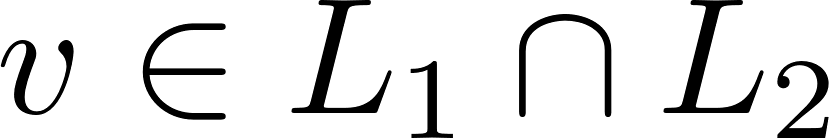 v ∈ L₁ ∩ L₂